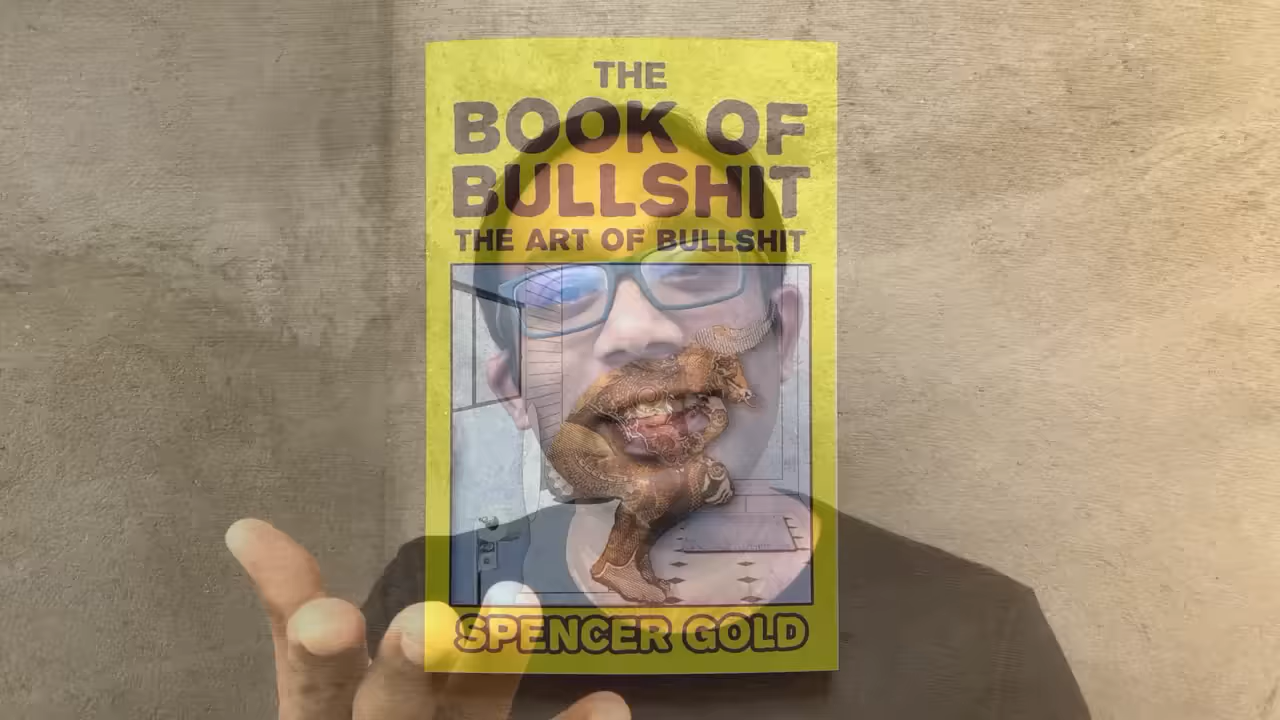 THE
BOOK OF
BULLSHIT
THE ART OF BULLSHIT
SPENCER GOLD